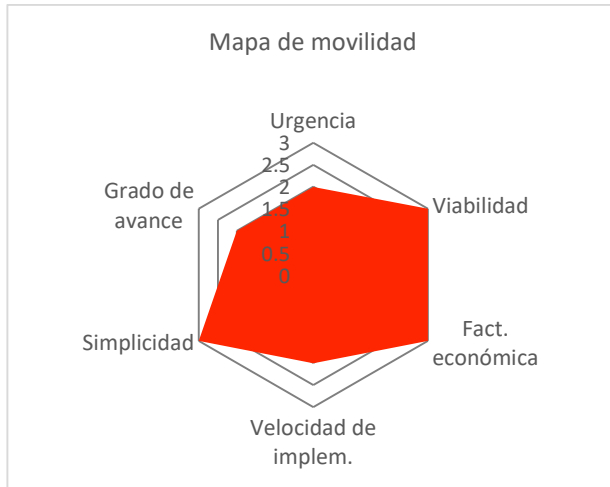 Mapa de movilidad
Urgencia
3
2.5
2
1.5
1
0.5
0
Viabilidad
Fact.
económica
Velocidad de
implem.
Simplicidad
Grado de
avance